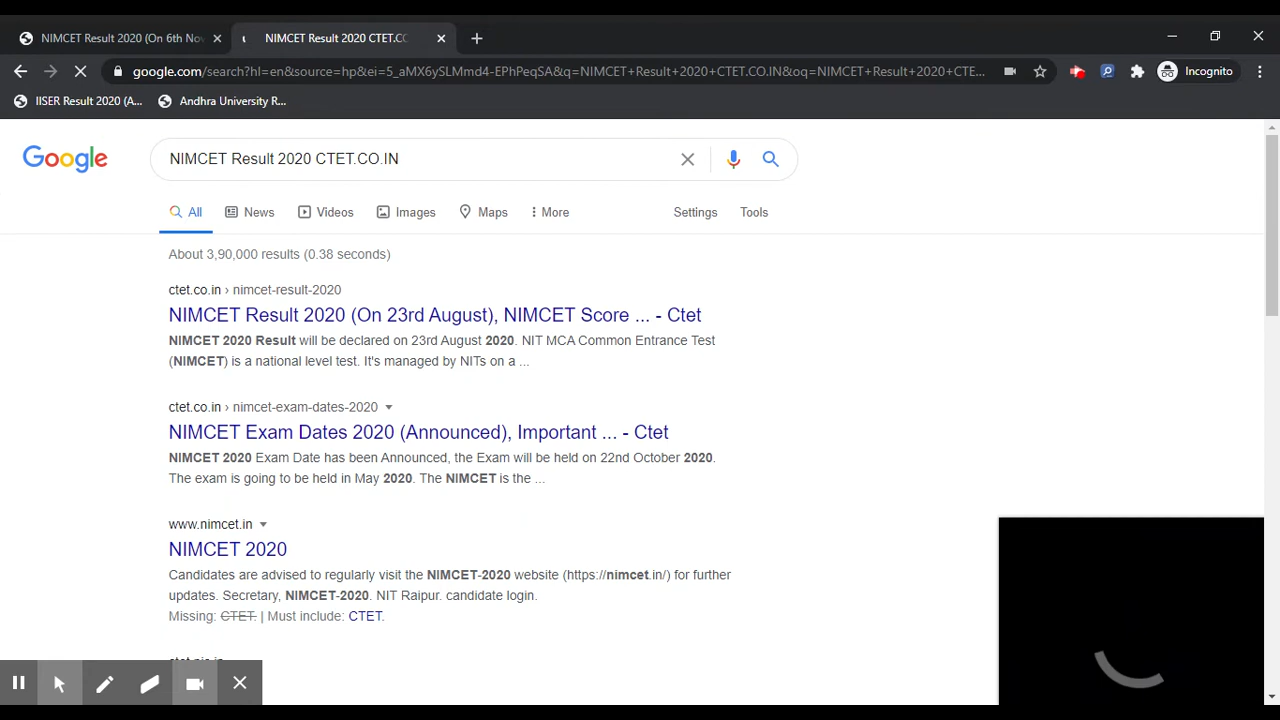 NIMCET Result 2020 (On 6th Nov
NIMCET Result 2020 CTET.CO
google.com/search?hl=en&source=hp&ei=5_aMX6ySLMmd4-EPhPeqSA&q=NIMCET+Result+2020+CTET.CO.IN&oq=NIMCET+Result+2020+CTE...
Incognito
IISER Result 2020 (A...
Andhra University R...
Google
NIMCET Result 2020 CTET.CO.IN
All
News
Videos
Images
Maps
More
Settings
Tools
About 3,90,000 results (0.38 seconds)
ctet.co.in › nimcet-result-2020
NIMCET Result 2020 (On 23rd August), NIMCET Score ... - Ctet
NIMCET 2020 Result will be declared on 23rd August 2020. NIT MCA Common Entrance Test
(NIMCET) is a national level test. It's managed by NITs on a ...
ctet.co.in › nimcet-exam-dates-2020
NIMCET Exam Dates 2020 (Announced), Important ... - Ctet
NIMCET 2020 Exam Date has been Announced, the Exam will be held on 22nd October 2020.
The exam is going to be held in May 2020. The NIMCET is the ...
www.nimcet.in
NIMCET 2020
Candidates are advised to regularly visit the NIMCET-2020 website (https://nimcet.in/) for further
updates. Secretary, NIMCET-2020. NIT Raipur. candidate login.
Missing: CTET. | Must include: CTET.